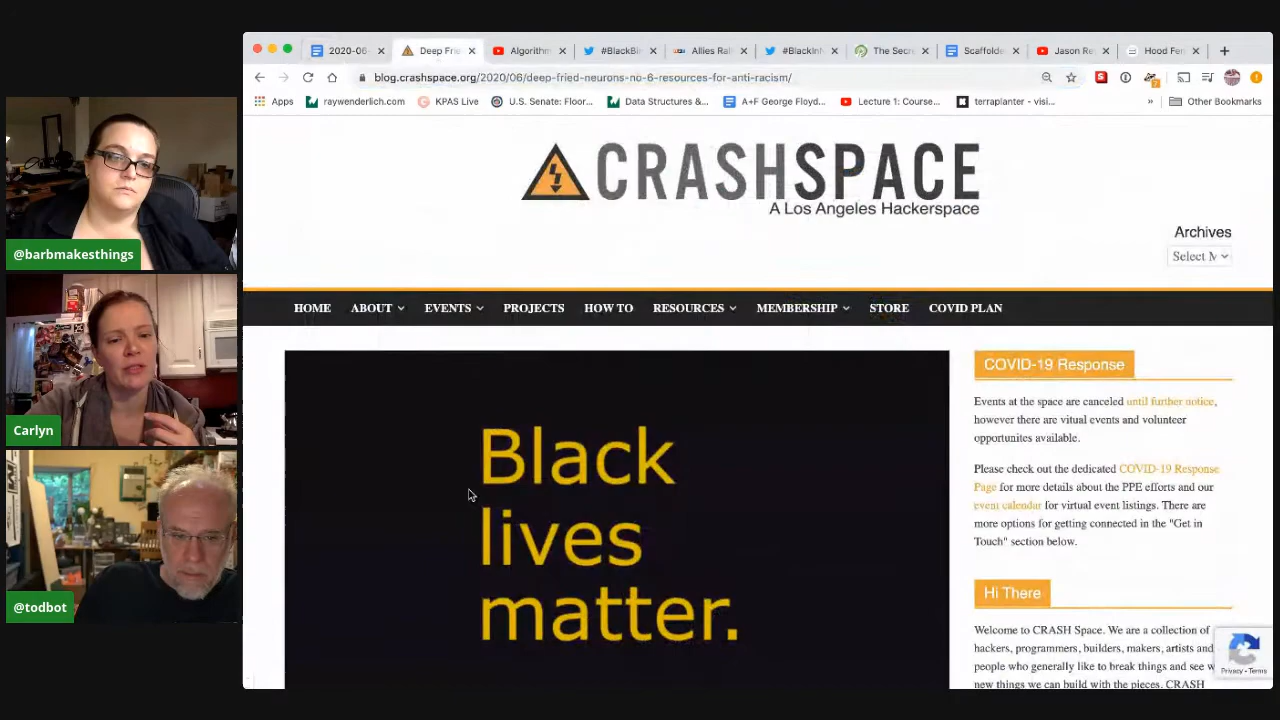 2020-06-
Deep Frie
Algorithm
#BlackBir
Allies Ral
#BlackInN
The Secre
Scaffolde
Jason Re
Hood Fem
blog.crashspace.org/2020/06/deep-fried-neurons-no-6-resources-for-anti-racism/
Apps
raywenderlich.com
KPAS Live
U.S. Senate: Floor...
Data Structures &...
A+F George Floyd...
Lecture 1: Course...
terraplanter - visi...
»
Other Bookmarks
CRASHSPACE
A Los Angeles Hackerspace
Archives
Select M
HOME ABOUT EVENTS PROJECTS HOW TO RESOURCES MEMBERSHIP STORE COVID PLAN
Black
lives
matter.
COVID-19 Response
Events at the space are canceled until further notice,
however there are vitual events and volunteer
opportunites available.
Please check out the dedicated COVID-19 Response
Page for more details about the PPE efforts and our
event calendar for virtual event listings. There are
more options for getting connected in the "Get in
Touch" section below.
Hi There
Welcome to CRASH Space. We are a collection of
hackers, programmers, builders, makers, artists and
people who generally like to break things and see w
new things we can build with the pieces. CRASH
Privacy - Terms
@barbmakesthings
Carlyn
@todbot